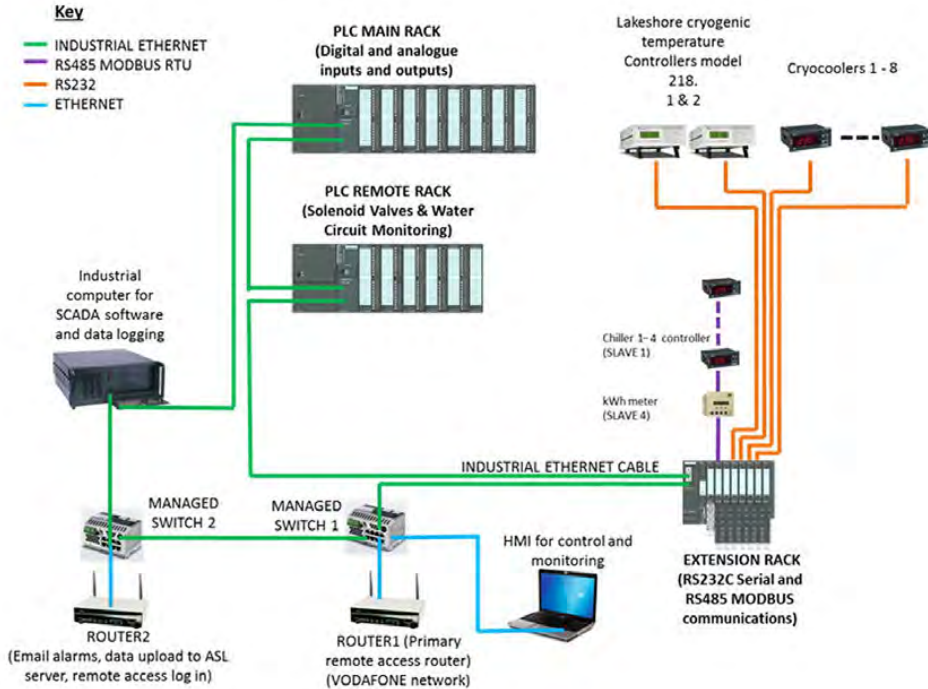 Key
INDUSTRIAL ETHERNET
RS485 MODBUS RTU
RS232
ETHERNET
PLC MAIN RACK
(Digital and analogue
inputs and outputs)
Lakeshore cryogenic
temperature
Controllers model
218.
1 & 2
Cryocoolers 1 - 8
PLC REMOTE RACK
(Solenoid Valves & Water
Circuit Monitoring)
Industrial
computer for
SCADA software
and data logging
Chiller 1– 4 controller
(SLAVE 1)
kWh meter
(SLAVE 4)
INDUSTRIAL ETHERNET CABLE
MANAGED
SWITCH 2
MANAGED
SWITCH 1
HMI for control and
monitoring
EXTENSION RACK
(RS232C Serial and
RS485 MODBUS
communications)
ROUTER2
(Email alarms, data upload to ASL
server, remote access log in)
ROUTER1 (Primary
remote access router)
(VODAFONE network)